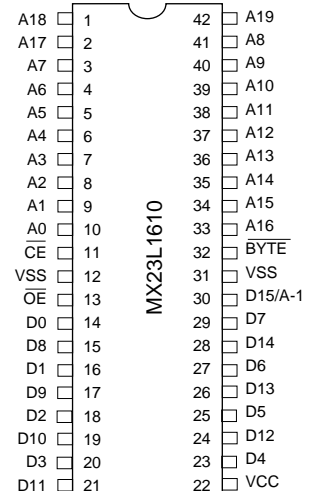 A18 1 42 A19
A17 2 41 A8
A7 3 40 A9
A6 4 39 A10
A5 5 38 A11
A4 6 37 A12
A3 7 36 A13
A2 8 35 A14
A1 9 34 A15
A0 10 33 A16
CE 11 32 BYTE
VSS 12 31 VSS
OE 13 30 D15/A-1
D0 14 29 D7
D8 15 28 D14
D1 16 27 D6
D9 17 26 D13
D2 18 25 D5
D10 19 24 D12
D3 20 23 D4
D11 21 22 VCC
MX23L1610